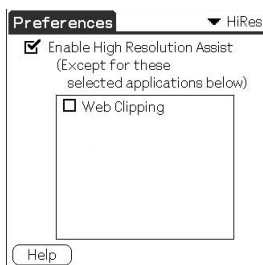 Preferences ▼ HiRes
Enable High Resolution Assist
(Except for these
selected applications below)
Web Clipping
Help